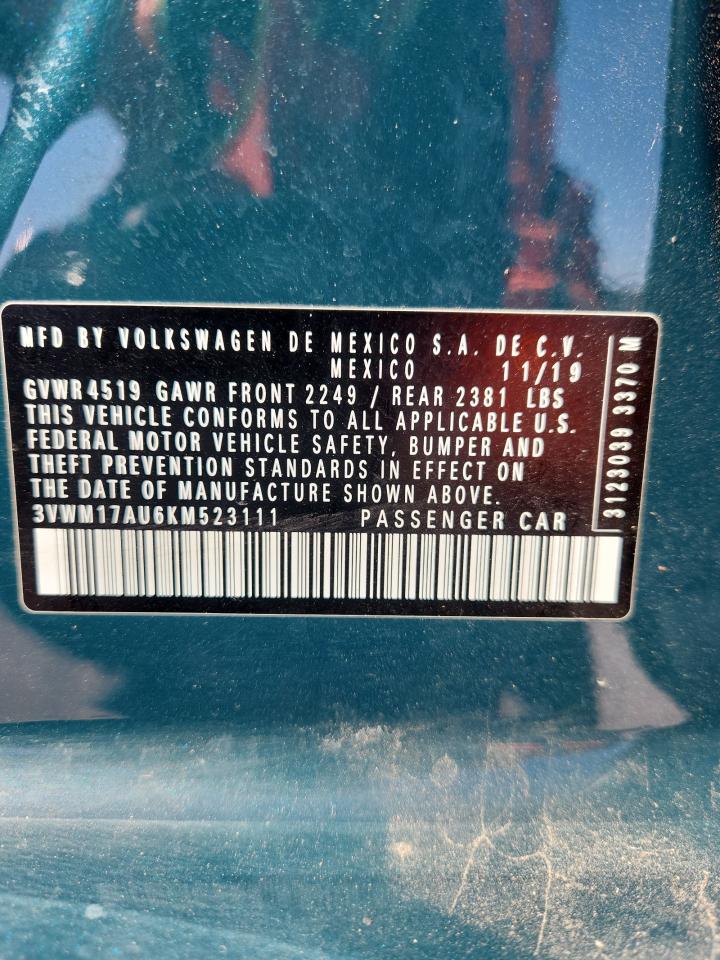 MFD BY VOLKSWAGEN DE MEXICO S.A. DE C.V.
MEXICO 11/19
GVWR 4519 GAWR FRONT 2249 / REAR 2381 LBS
THIS VEHICLE CONFORMS TO ALL APPLICABLE U.S.
FEDERAL MOTOR VEHICLE SAFETY, BUMPER AND
THEFT PREVENTION STANDARDS IN EFFECT ON
THE DATE OF MANUFACTURE SHOWN ABOVE.
3VWM17AU6KM523111 PASSENGER CAR
3123039 3370 M